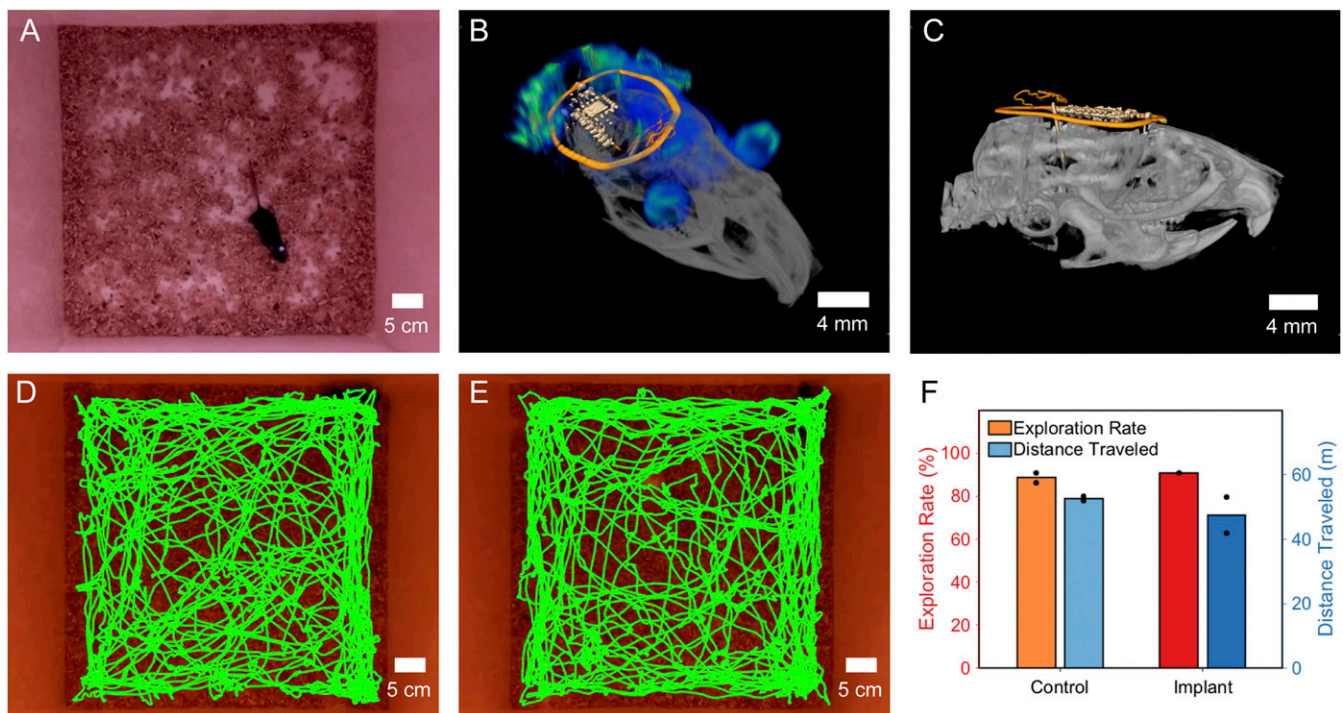 A
5 cm
B
4 mm
C
4 mm
D
5 cm
E
5 cm
F
Exploration Rate
Distance Traveled
Exploration Rate (%)
100
80
60
40
20
0
Distance Traveled (m)
60
40
20
0
Control
Implant